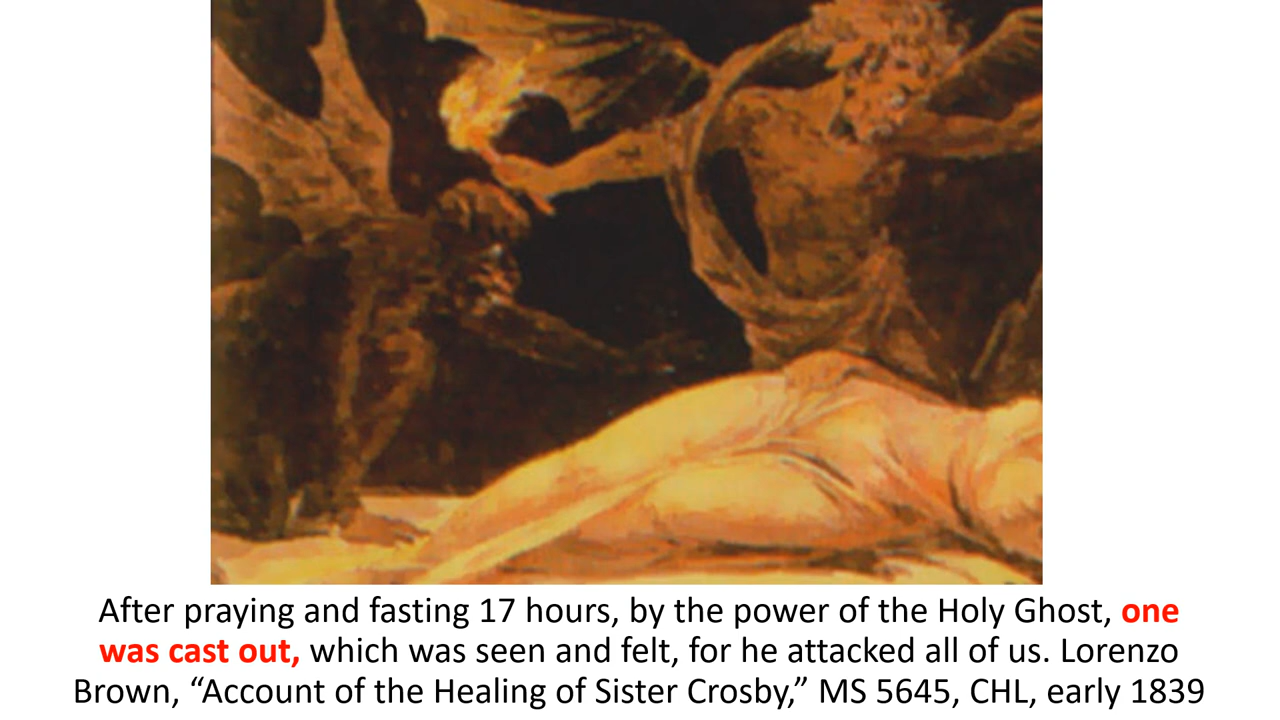 After praying and fasting 17 hours, by the power of the Holy Ghost, one
was cast out, which was seen and felt, for he attacked all of us. Lorenzo
Brown, “Account of the Healing of Sister Crosby,” MS 5645, CHL, early 1839